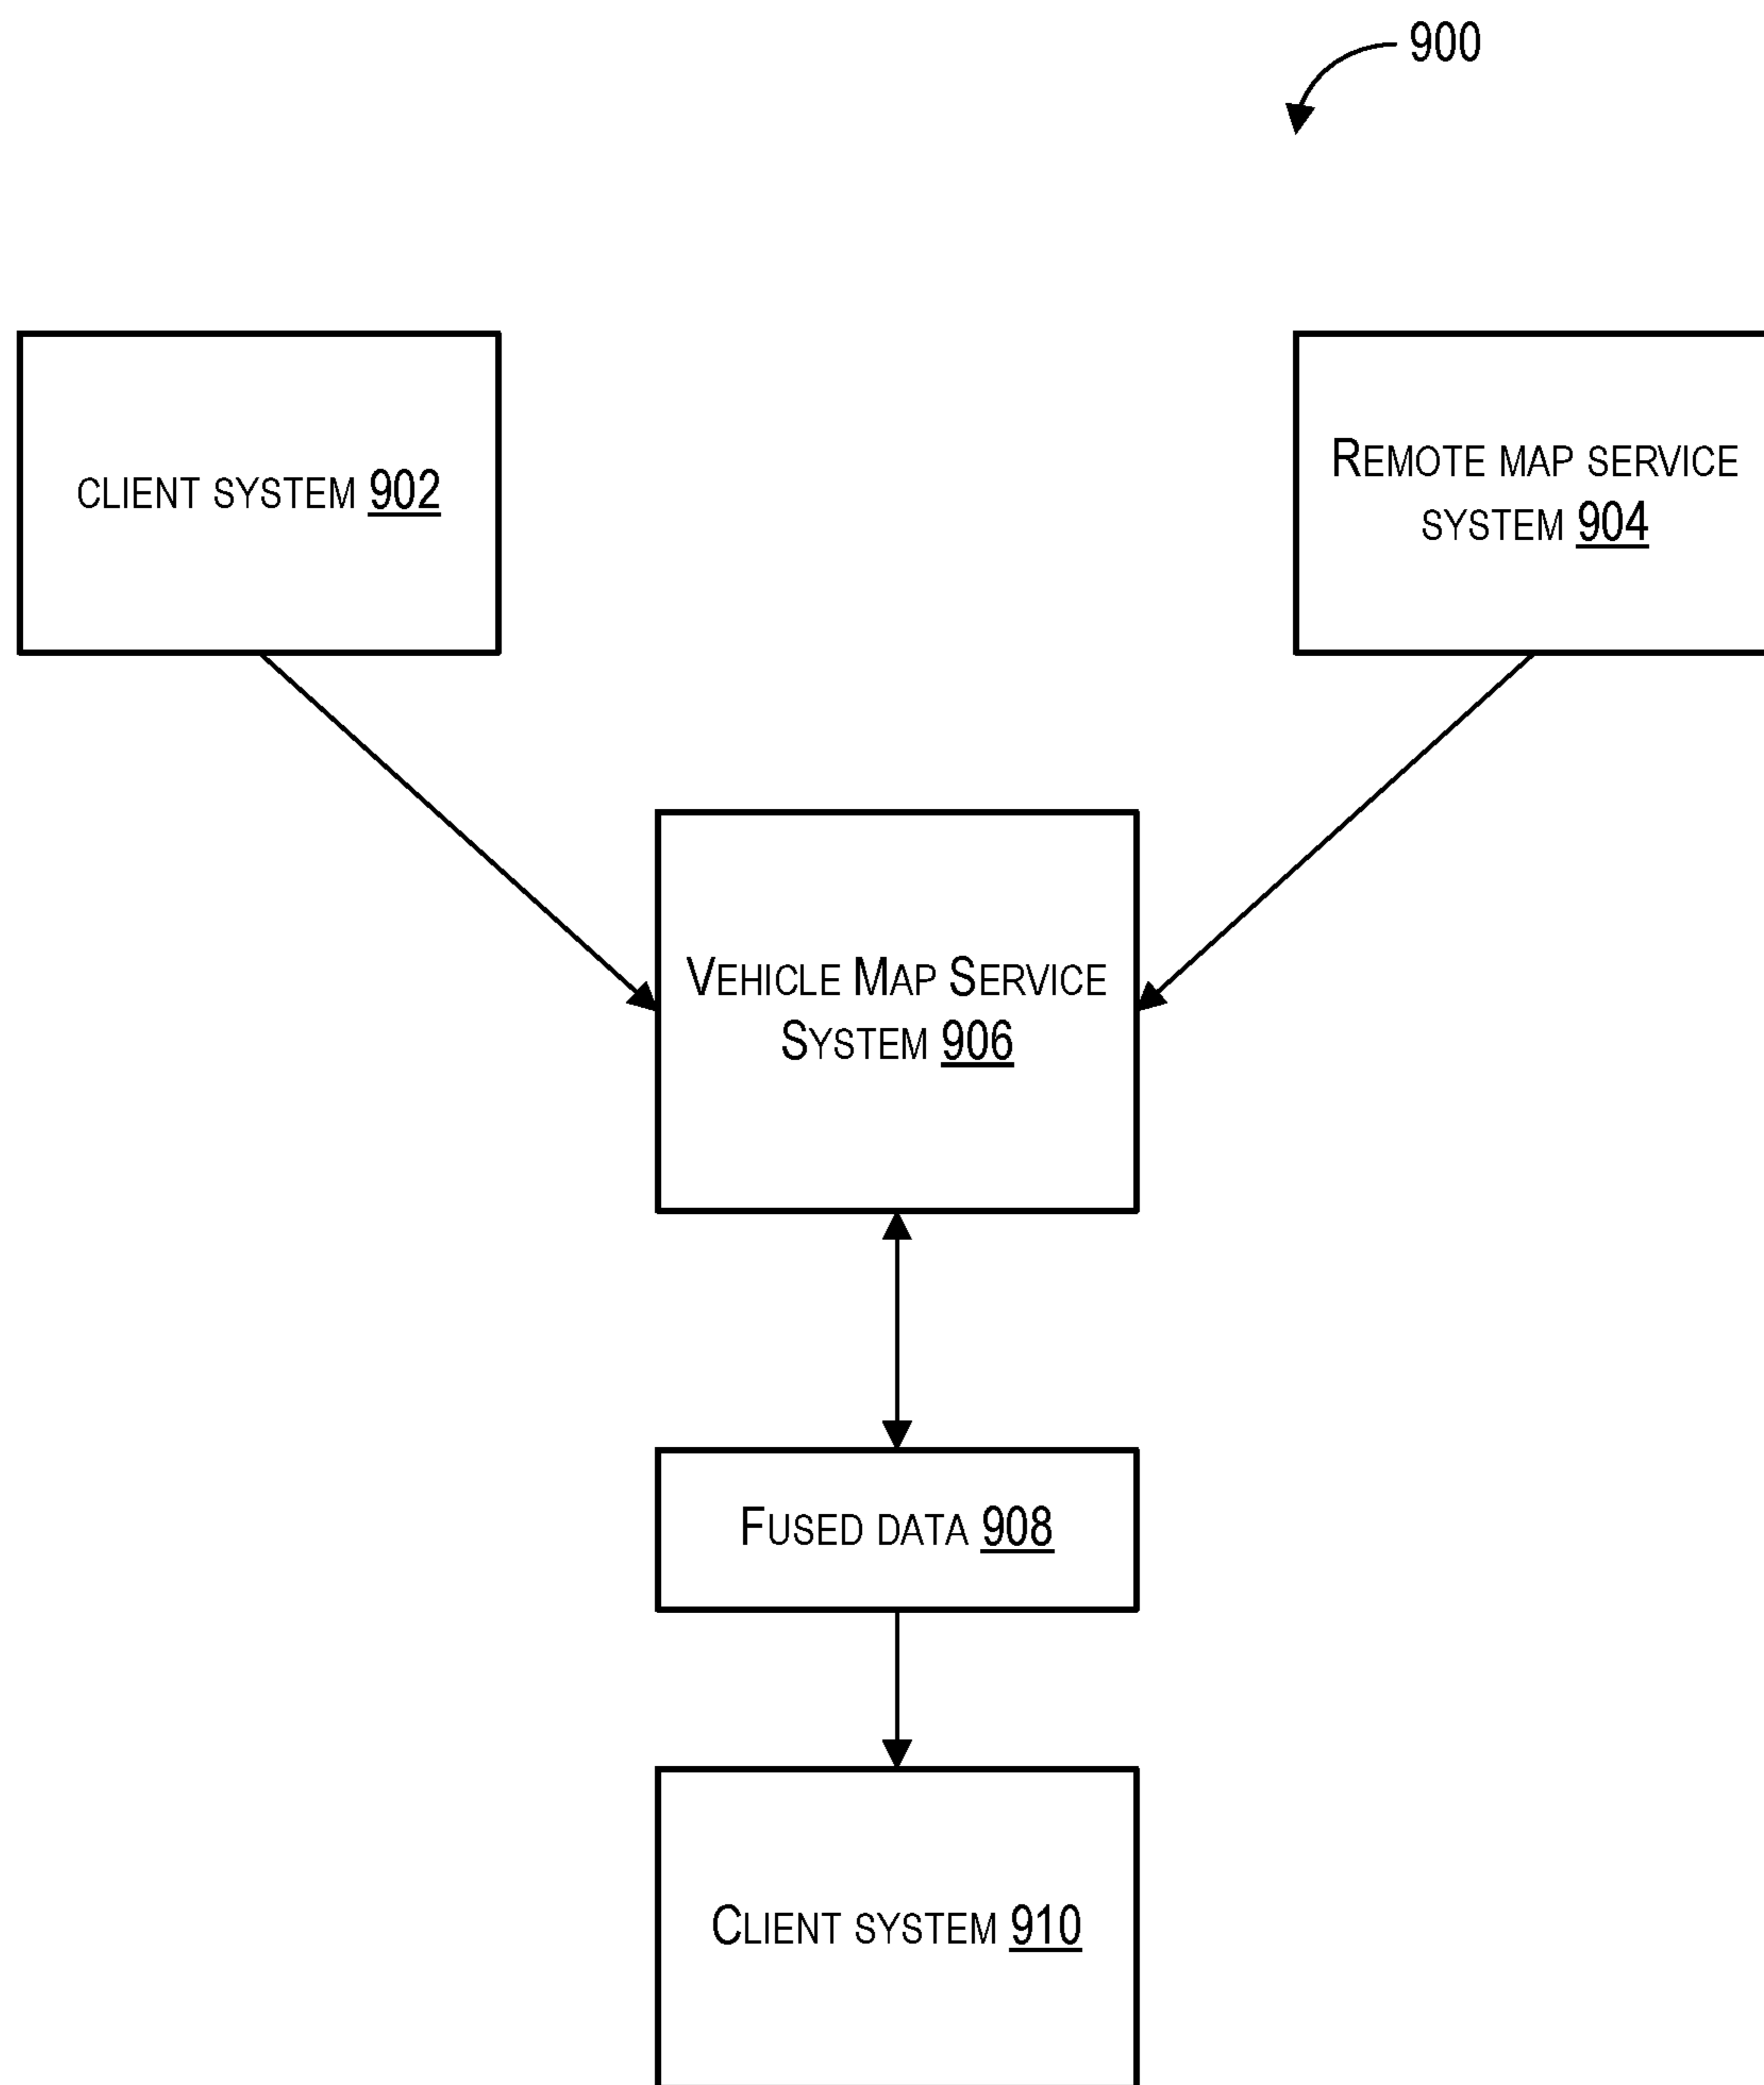 900
CLIENT SYSTEM 902
REMOTE MAP SERVICE
SYSTEM 904
VEHICLE MAP SERVICE
SYSTEM 906
FUSED DATA 908
CLIENT SYSTEM 910